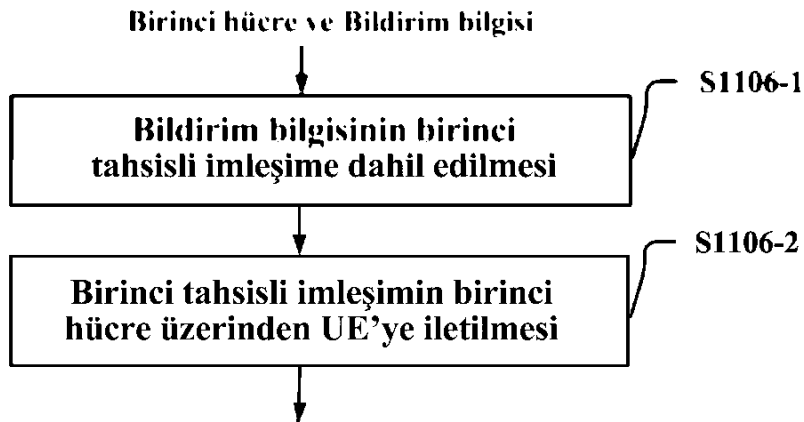 Birinci hücre ve Bildirim bilgisi
S1106-1
Bildirim bilgisinin birinci
tahsisli imleşime dahil edilmesi
S1106-2
Birinci tahsisli imleşimin birinci
hücre üzerinden UE'ye iletilmesi